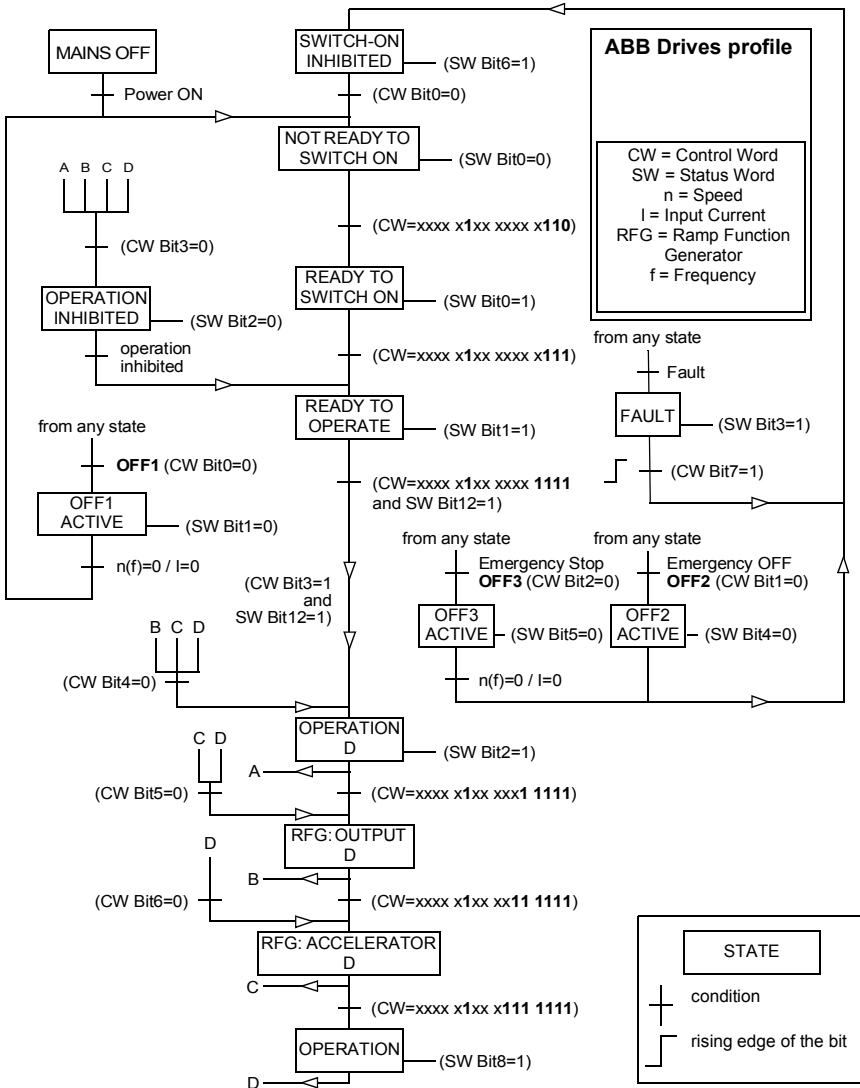 MAINS OFF
Power ON
SWITCH-ON
INHIBITED
(SW Bit6=1)
(CW Bit0=0)
ABB Drives profile
CW = Control Word
SW = Status Word
n = Speed
I = Input Current
RFG = Ramp Function
Generator
f = Frequency
NOT READY TO
SWITCH ON
(SW Bit0=0)
A B C D
(CW Bit3=0)
(CW=xxxx x1xx xxxx x110)
OPERATION
INHIBITED
(SW Bit2=0)
operation
inhibited
READY TO
SWITCH ON
(SW Bit0=1)
(CW=xxxx x1xx xxxx x111)
from any state
Fault
FAULT
(SW Bit3=1)
(CW Bit7=1)
READY TO
OPERATE
(SW Bit1=1)
(CW=xxxx x1xx xxxx 1111
and SW Bit12=1)
from any state
OFF1 (CW Bit0=0)
OFF1
ACTIVE
(SW Bit1=0)
n(f)=0 / I=0
(CW Bit3=1
and
SW Bit12=1)
from any state
Emergency Stop
OFF3 (CW Bit2=0)
OFF3
ACTIVE
(SW Bit5=0)
n(f)=0 / I=0
from any state
Emergency OFF
OFF2 (CW Bit1=0)
OFF2
ACTIVE
(SW Bit4=0)
B C D
(CW Bit4=0)
OPERATION
D
(SW Bit2=1)
A
C D
(CW Bit5=0)
(CW=xxxx x1xx xxx1 1111)
RFG: OUTPUT
D
B
D
(CW Bit6=0)
(CW=xxxx x1xx xx11 1111)
RFG: ACCELERATOR
D
C
(CW=xxxx x1xx x111 1111)
OPERATION
(SW Bit8=1)
D
STATE
condition
rising edge of the bit